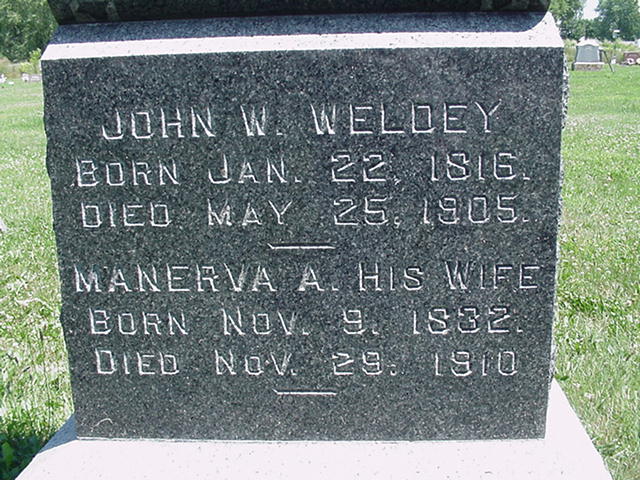 JOHN W. WELDEY
BORN JAN. 22, 1816.
DIED MAY 25, 1905.
MANERVA A. HIS WIFE
BORN NOV. 9. 1832.
DIED NOV. 29. 1910